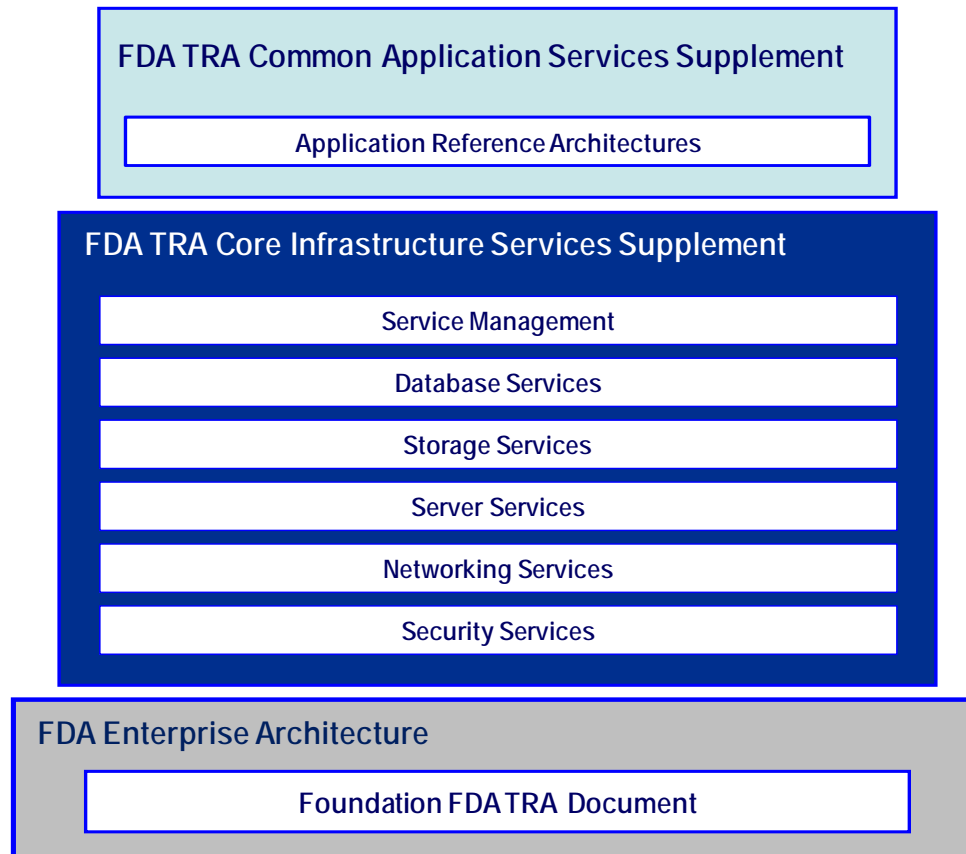 FDA TRA Common Application Services Supplement
Application Reference Architectures
FDA TRA Core Infrastructure Services Supplement
Service Management
Database Services
Storage Services
Server Services
Networking Services
Security Services
FDA Enterprise Architecture
Foundation FDA TRA Document